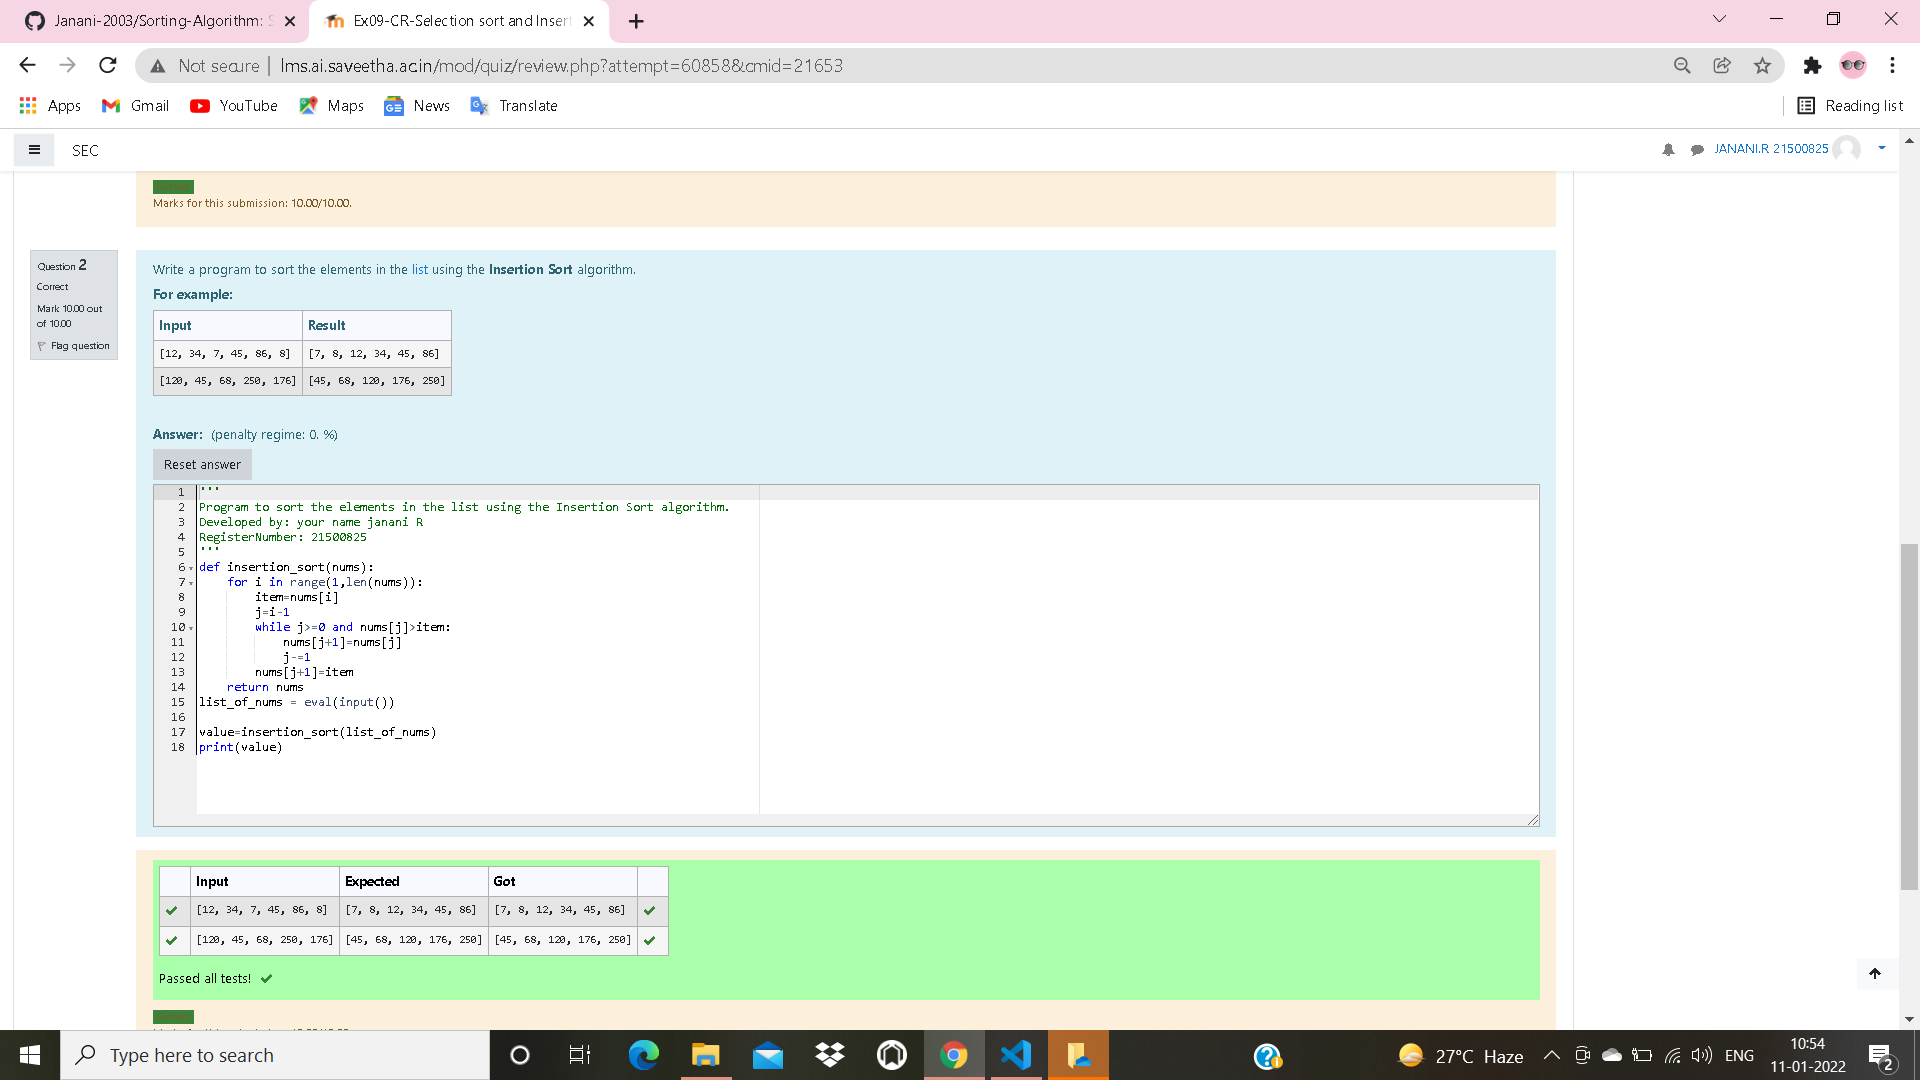 Janani-2003/Sorting-Algorithm: S
Ex09-CR-Selection sort and Insert
Not secure | lms.ai.saveetha.ac.in/mod/quiz/review.php?attempt=60858&cmid=21653
Apps Gmail YouTube Maps News Translate Reading list
SEC JANANI.R 21500825
Marks for this submission: 10.00/10.00.
Question 2
Correct
Mark 10.00 out
of 10.00
Flag question
Write a program to sort the elements in the list using the Insertion Sort algorithm.
For example:
Input Result
[12, 34, 7, 45, 86, 8] [7, 8, 12, 34, 45, 86]
[120, 45, 68, 250, 176] [45, 68, 120, 176, 250]
Answer: (penalty regime: 0. %)
Reset answer
1 '''
2 Program to sort the elements in the list using the Insertion Sort algorithm.
3 Developed by: your name janani R
4 RegisterNumber: 21500825
5 '''
6 def insertion_sort(nums):
7 for i in range(1,len(nums)):
8 item=nums[i]
9 j=i-1
10 while j>=0 and nums[j]>item:
11 nums[j+1]=nums[j]
12 j-=1
13 nums[j+1]=item
14 return nums
15 list_of_nums = eval(input())
16
17 value=insertion_sort(list_of_nums)
18 print(value)
Input Expected Got
[12, 34, 7, 45, 86, 8] [7, 8, 12, 34, 45, 86] [7, 8, 12, 34, 45, 86]
[120, 45, 68, 250, 176] [45, 68, 120, 176, 250] [45, 68, 120, 176, 250]
Passed all tests!
Type here to search
27°C Haze ENG
10:54
11-01-2022
2